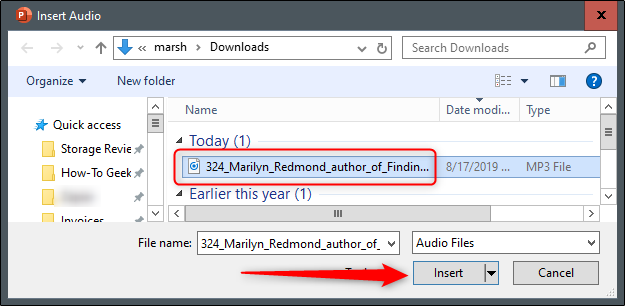 Insert Audio
« marsh > Downloads
Search Downloads
Organize
New folder
Name
Date modi...
Type
Quick access
Storage Revie
How-To Geek
Invoices
Today (1)
324_Marilyn_Redmond_author_of_Findin...
8/17/2019
MP3 File
Earlier this year (1)
File name:
324_Marilyn_Redmond_author_of_
Audio Files
Insert
Cancel